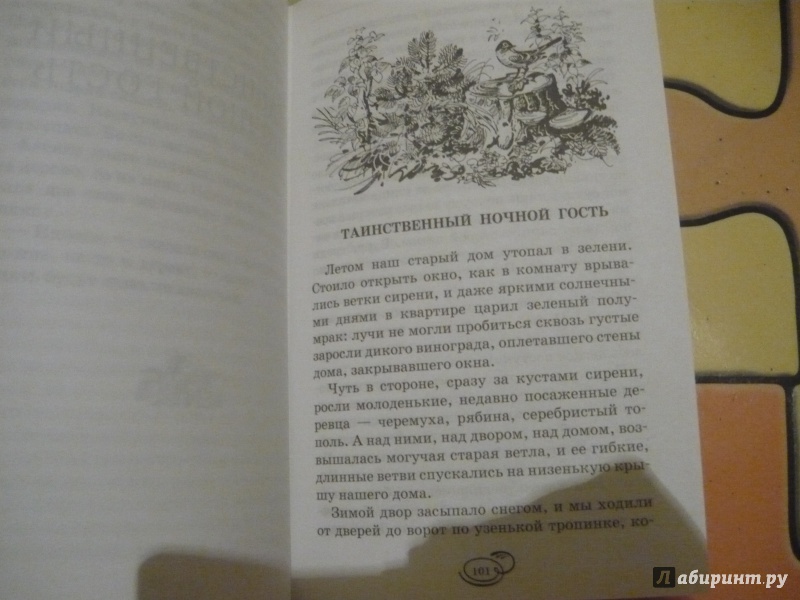 ТАИНСТВЕННЫЙ НОЧНОЙ ГОСТЬ
Летом наш старый дом утопал в зелени.
Стоило открыть окно, как в комнату врыва-
лись ветки сирени, и даже яркими солнечны-
ми днями в квартире царил зеленый полу-
мрак: лучи не могли пробиться сквозь густые
заросли дикого винограда, оплетавшего стены
дома, закрывавшего окна.
Чуть в стороне, сразу за кустами сирени,
росли молоденькие, недавно посаженные де-
ревца — черемуха, рябина, серебристый то-
поль. А над ними, над двором, над домом, воз-
вышалась могучая старая ветла, и ее гибкие,
длинные ветви спускались на низенькую кры-
шу нашего дома.
Зимой двор засыпало снегом, и мы ходили
от дверей до ворот по узенькой тропинке, ко-
101
Лабиринт.ру